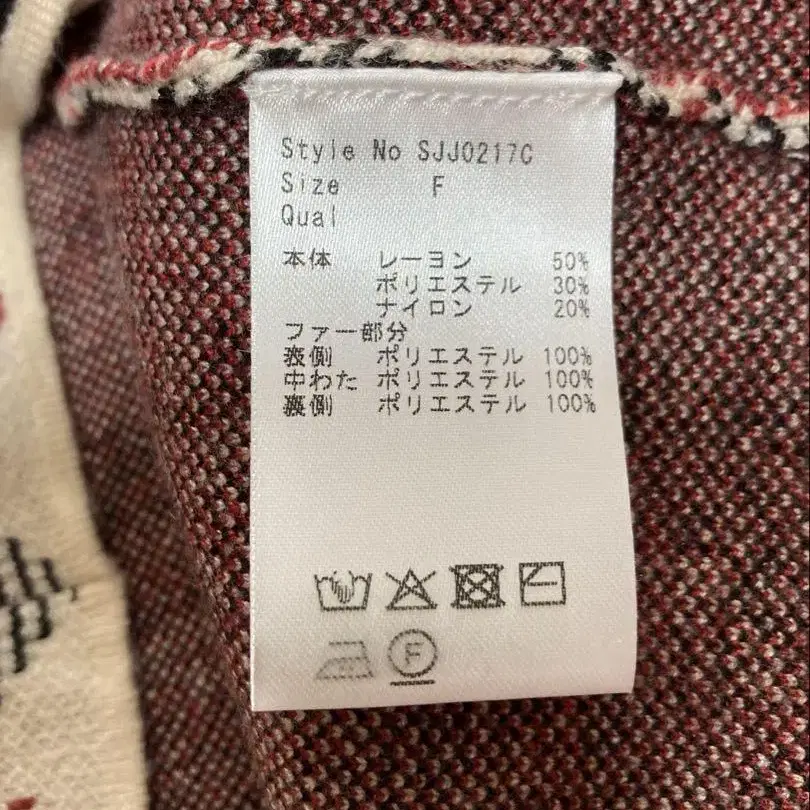 Style No SJJ0217C
Size F
Qual
本体 レーヨン 50%
ポリエステル 30%
ナイロン 20%
ファー部分
表側 ポリエステル 100%
中わた ポリエステル 100%
裏側 ポリエステル 100%
F